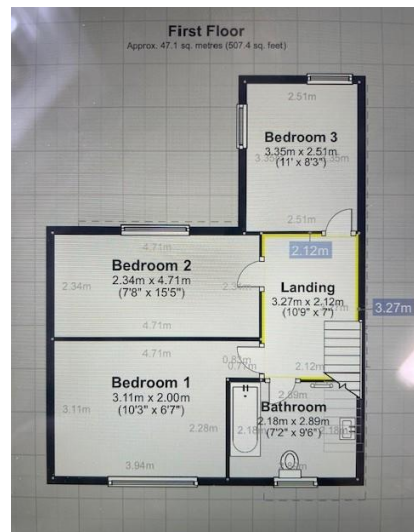 First Floor
Approx. 47.1 sq. metres (507.4 sq. feet)
2.51m
Bedroom 3
3.35m x 2.51m
(11' x 8'3")
2.51m
2.12m
4.71m
Bedroom 2
2.34m
2.34m x 4.71m
(7'8" x 15'5")
4.71m
Landing
3.27m x 2.12m
(10'9" x 7')
3.27m
4.71m
0.77m
2.12m
Bedroom 1
3.11m
3.11m x 2.00m
(10'3" x 6'7")
2.28m
3.94m
2.89m
Bathroom
2.18m x 2.89m
(7'2" x 9'6")